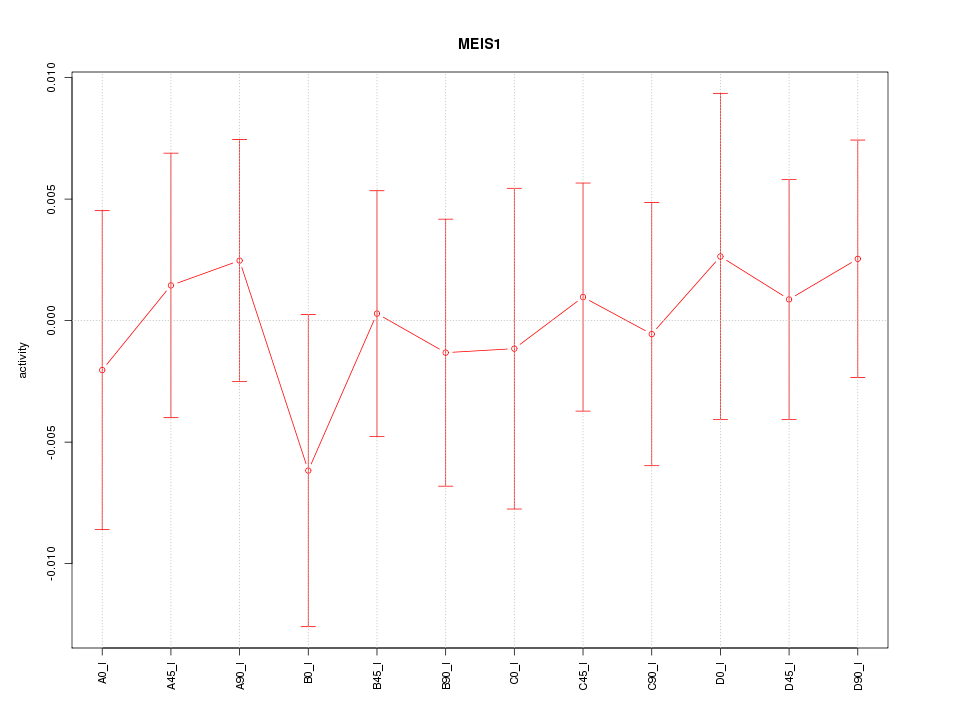 MEIS1
activity
0.010
0.005
0.000
-0.005
-0.010
A0_I
A45_I
A90_I
B0_I
B45_I
B90_I
C0_I
C45_I
C90_I
D0_I
D45_I
D90_I